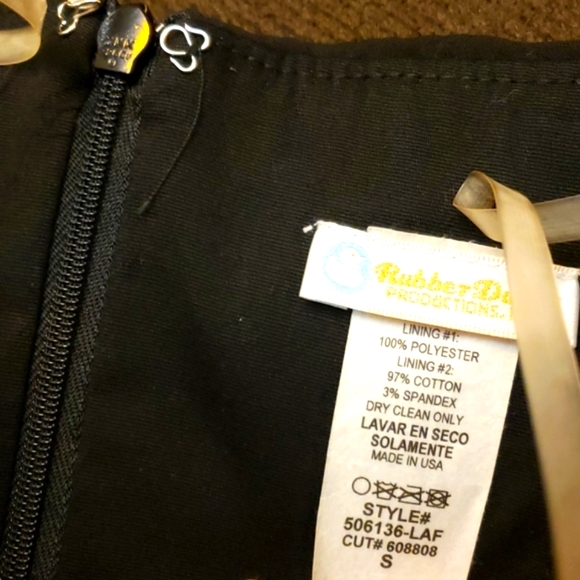 Rubber
PRODUCTIONS,
LINING #1:
100% POLYESTER
LINING #2:
97% COTTON
3% SPANDEX
DRY CLEAN ONLY
LAVAR EN SECO
SOLAMENTE
MADE IN USA
STYLE#
506136-LAF
CUT# 608808
S